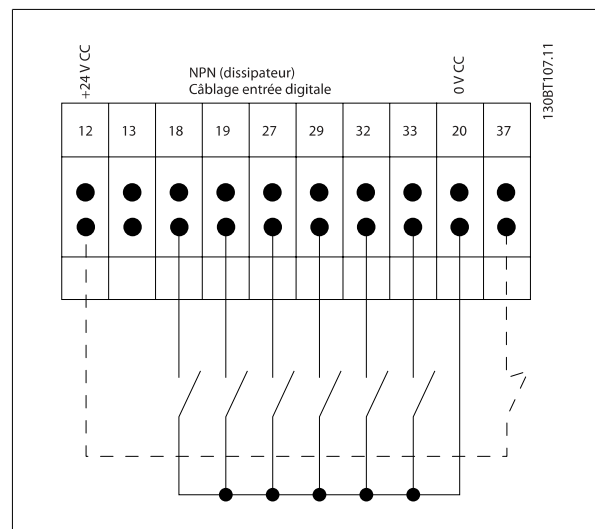 +24 V CC
NPN (dissipateur)
Câblage entrée digitale
0 V CC
130BT107.11
12 13 18 19 27 29 32 33 20 37